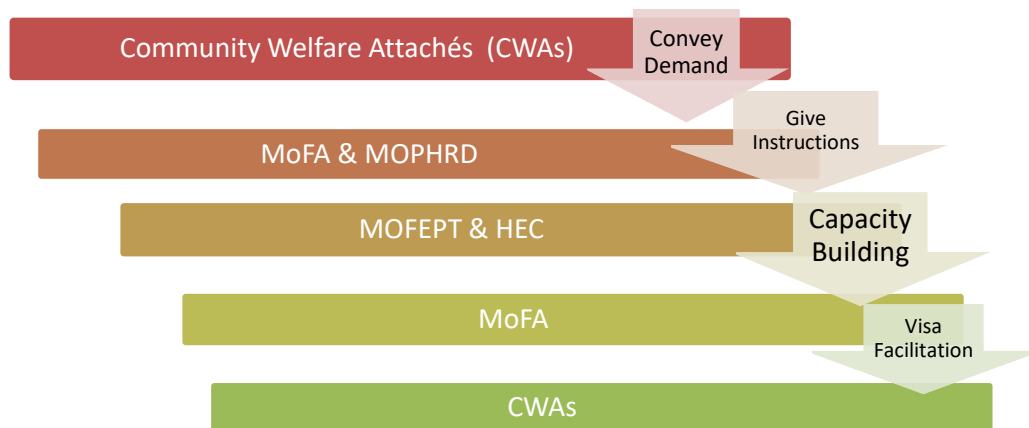 Community Welfare Attachés (CWAs)
Convey
Demand
MoFA & MOPHRD
Give
Instructions
MOFEPT & HEC
Capacity
Building
MoFA
Visa
Facilitation
CWAs